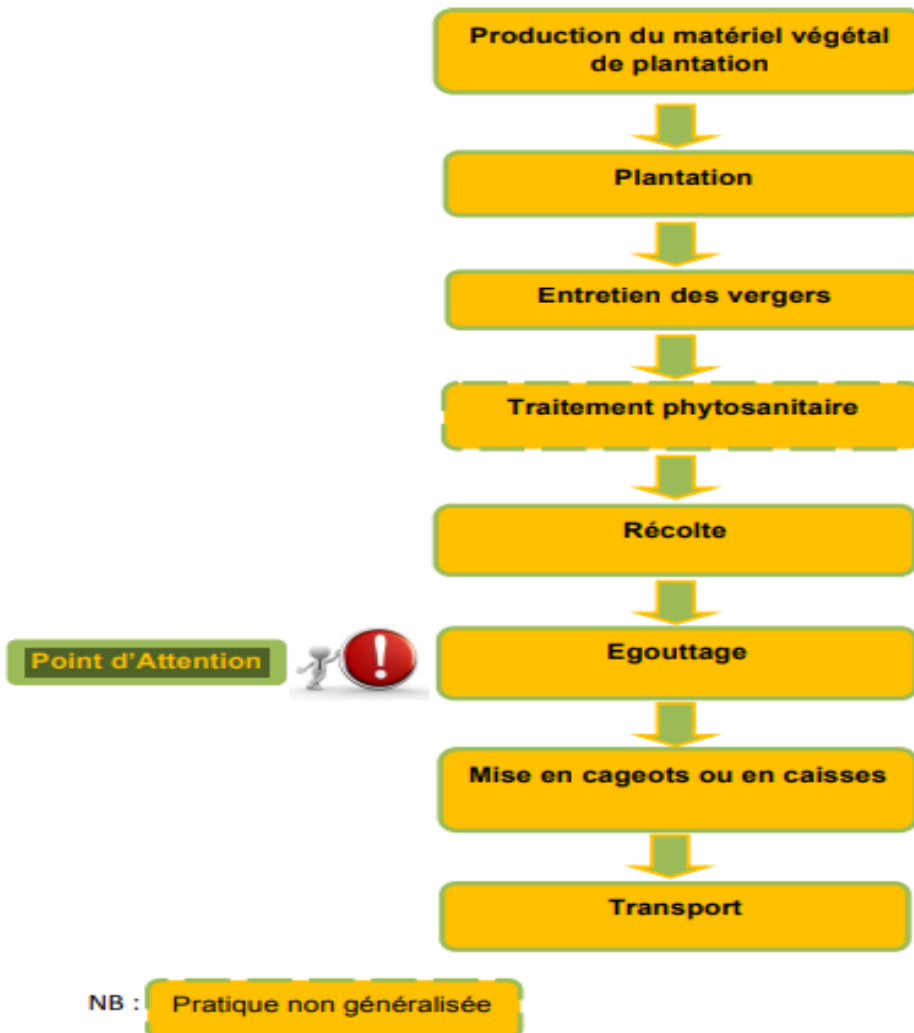 Production du matériel végétal
de plantation
Plantation
Entretien des vergers
Traitement phytosanitaire
Récolte
Point d'Attention
Egouttage
Mise en cageots ou en caisses
Transport
NB :
Pratique non généralisée